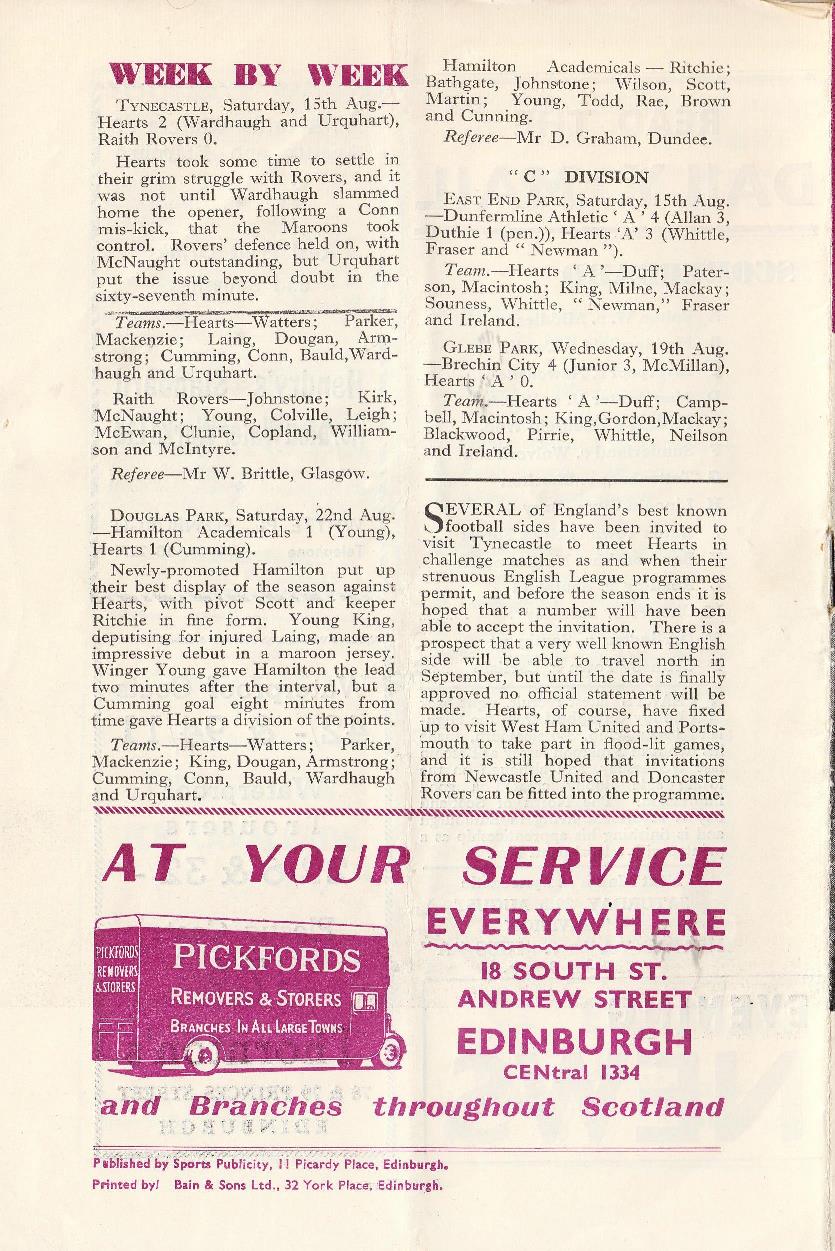 WEEK BY WEEK
TYNECASTLE, Saturday, 15th Aug.—
Hearts 2 (Wardhaugh and Urquhart),
Raith Rovers 0.
Hearts took some time to settle in
their grim struggle with Rovers, and it
was not until Wardhaugh slammed
home the opener, following a Conn
mis-kick, that the Maroons took
control. Rovers' defence held on, with
McNaught outstanding, but Urquhart
put the issue beyond doubt in the
sixty-seventh minute.
Teams.—Hearts—Watters; Parker,
Mackenzie; Laing, Dougan, Arm-
strong; Cumming, Conn, Bauld,Ward-
haugh and Urquhart.
Raith Rovers—Johnstone; Kirk,
McNaught; Young, Colville, Leigh;
McEwan, Clunie, Copland, William-
son and McIntyre.
Referee—Mr W. Brittle, Glasgow.
DOUGLAS PARK, Saturday, 22nd Aug.
—Hamilton Academicals 1 (Young),
Hearts 1 (Cumming).
Newly-promoted Hamilton put up
their best display of the season against
Hearts, with pivot Scott and keeper
Ritchie in fine form. Young King,
deputising for injured Laing, made an
impressive debut in a maroon jersey.
Winger Young gave Hamilton the lead
two minutes after the interval, but a
Cumming goal eight minutes from
time gave Hearts a division of the points.
Teams.—Hearts—Watters; Parker,
Mackenzie; King, Dougan, Armstrong;
Cumming, Conn, Bauld, Wardhaugh
and Urquhart.
Hamilton Academicals — Ritchie;
Bathgate, Johnstone; Wilson, Scott,
Martin; Young, Todd, Rae, Brown
and Cunning.
Referee—Mr D. Graham, Dundee.
" C " DIVISION
EAST END PARK, Saturday, 15th Aug.
—Dunfermline Athletic ' A ' 4 (Allan 3,
Duthie 1 (pen.)), Hearts 'A' 3 (Whittle,
Fraser and " Newman ").
Team.—Hearts ' A '—Duff; Pater-
son, Macintosh; King, Milne, Mackay;
Souness, Whittle, " Newman," Fraser
and Ireland.
GLEBE PARK, Wednesday, 19th Aug.
—Brechin City 4 (Junior 3, McMillan),
Hearts ' A ' 0.
Team.—Hearts ' A '—Duff; Camp-
bell, Macintosh; King,Gordon,Mackay;
Blackwood, Pirrie, Whittle, Neilson
and Ireland.
SEVERAL of England's best known
football sides have been invited to
visit Tynecastle to meet Hearts in
challenge matches as and when their
strenuous English League programmes
permit, and before the season ends it is
hoped that a number will have been
able to accept the invitation. There is a
prospect that a very well known English
side will be able to travel north in
September, but until the date is finally
approved no official statement will be
made. Hearts, of course, have fixed
up to visit West Ham United and Ports-
mouth to take part in flood-lit games,
and it is still hoped that invitations
from Newcastle United and Doncaster
Rovers can be fitted into the programme.
AT YOUR SERVICE
EVERYWHERE
PICKFORDS
REMOVERS
& STORERS
PICKFORDS
REMOVERS & STORERS
BRANCHES IN ALL LARGE TOWNS
18 SOUTH ST.
ANDREW STREET
EDINBURGH
CENtral 1334
and Branches throughout Scotland
Published by Sports Publicity, 11 Picardy Place, Edinburgh.
Printed by/ Bain & Sons Ltd., 32 York Place, Edinburgh.